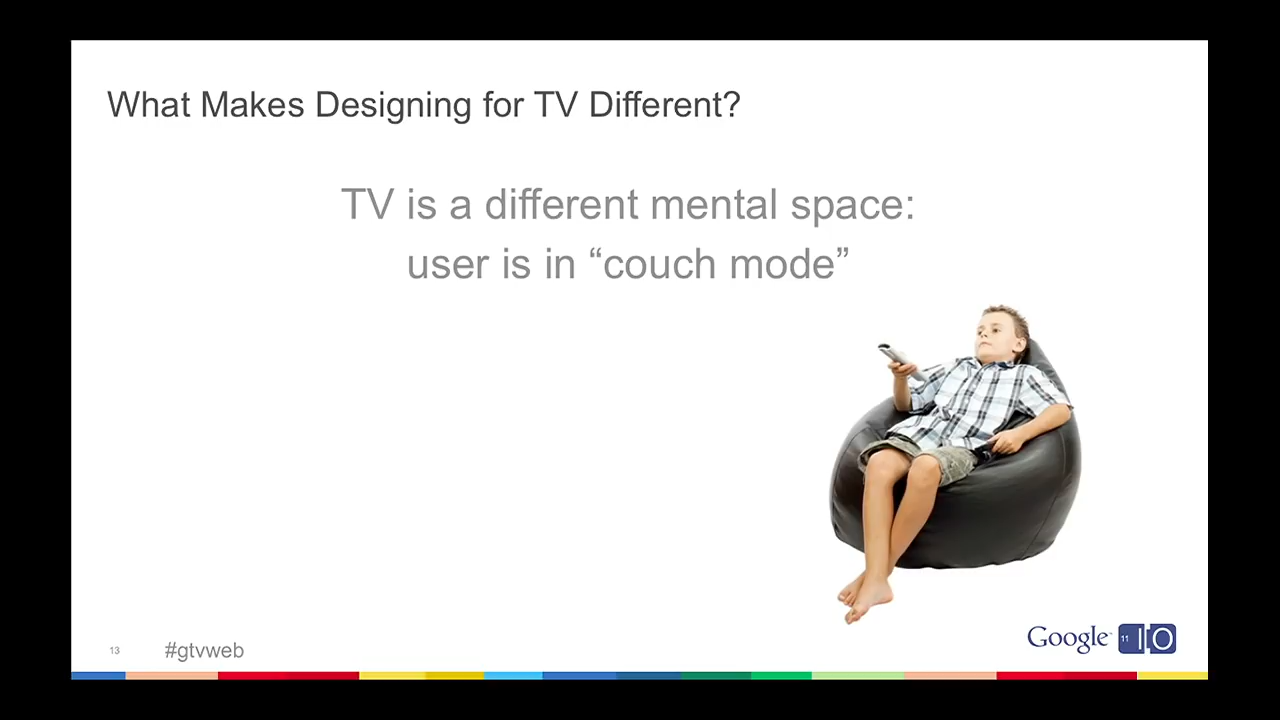 What Makes Designing for TV Different?
TV is a different mental space:
user is in “couch mode”
13
#gtvweb
Google 11 IO